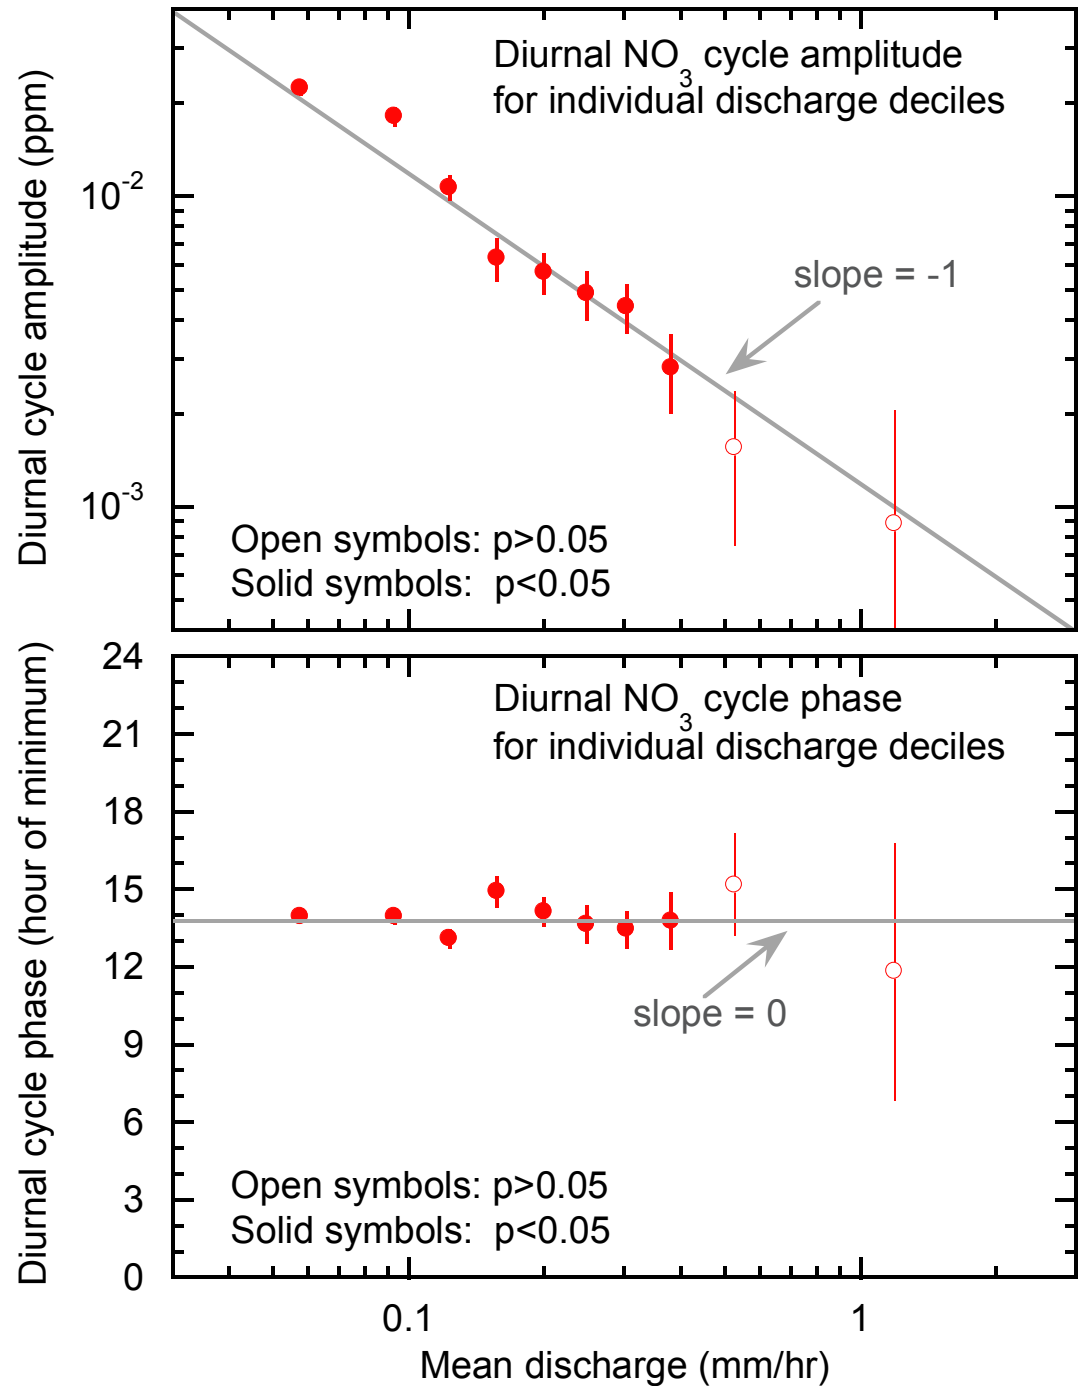 Diurnal NO3 cycle amplitude
for individual discharge deciles
Diurnal cycle amplitude (ppm)
10-2
10-3
slope = -1
Open symbols: p>0.05
Solid symbols: p<0.05
Diurnal NO3 cycle phase
for individual discharge deciles
Diurnal cycle phase (hour of minimum)
24
21
18
15
12
9
6
3
0
slope = 0
Open symbols: p>0.05
Solid symbols: p<0.05
0.1
1
Mean discharge (mm/hr)